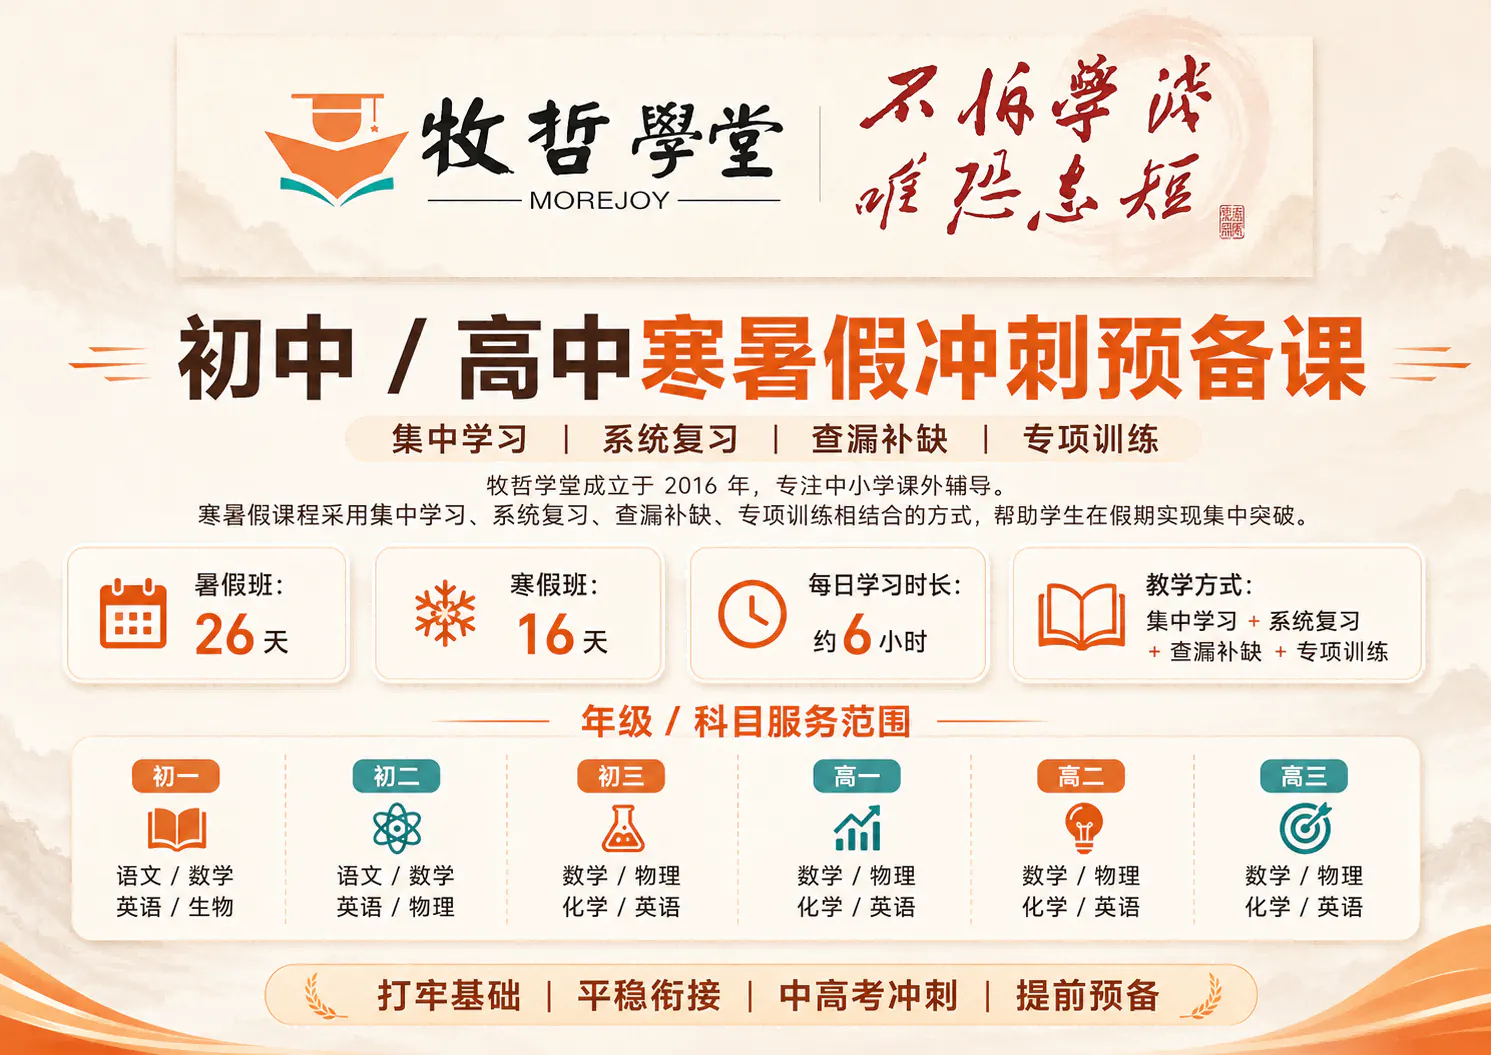 牧哲學堂
MOREJOY
不怕學淺
唯恐志短
初中 / 高中寒暑假冲刺预备课
集中学习 | 系统复习 | 查漏补缺 | 专项训练
牧哲学堂成立于 2016 年，专注中小学课外辅导。
寒暑假课程采用集中学习、系统复习、查漏补缺、专项训练相结合的方式，帮助学生在假期实现集中突破。
暑假班：
26 天
寒假班：
16 天
每日学习时长：
约 6 小时
教学方式：
集中学习 + 系统复习
+ 查漏补缺 + 专项训练
年级 / 科目服务范围
初一
语文 / 数学
英语 / 生物
初二
语文 / 数学
英语 / 物理
初三
数学 / 物理
化学 / 英语
高一
数学 / 物理
化学 / 英语
高二
数学 / 物理
化学 / 英语
高三
数学 / 物理
化学 / 英语
打牢基础 | 平稳衔接 | 中高考冲刺 | 提前预备